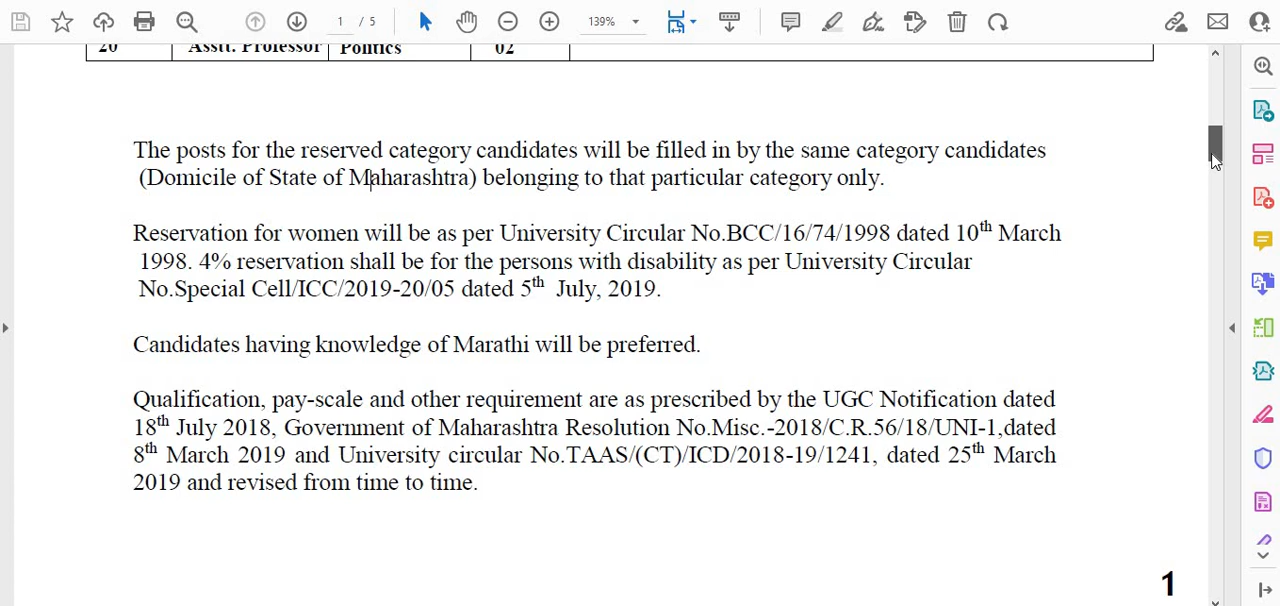 1 / 5
139%
20 Asstt. Professor Politics 02
The posts for the reserved category candidates will be filled in by the same category candidates
(Domicile of State of Maharashtra) belonging to that particular category only.
Reservation for women will be as per University Circular No.BCC/16/74/1998 dated 10th March
1998. 4% reservation shall be for the persons with disability as per University Circular
No.Special Cell/ICC/2019-20/05 dated 5th July, 2019.
Candidates having knowledge of Marathi will be preferred.
Qualification, pay-scale and other requirement are as prescribed by the UGC Notification dated
18th July 2018, Government of Maharashtra Resolution No.Misc.-2018/C.R.56/18/UNI-1,dated
8th March 2019 and University circular No.TAAS/(CT)/ICD/2018-19/1241, dated 25th March
2019 and revised from time to time.
1